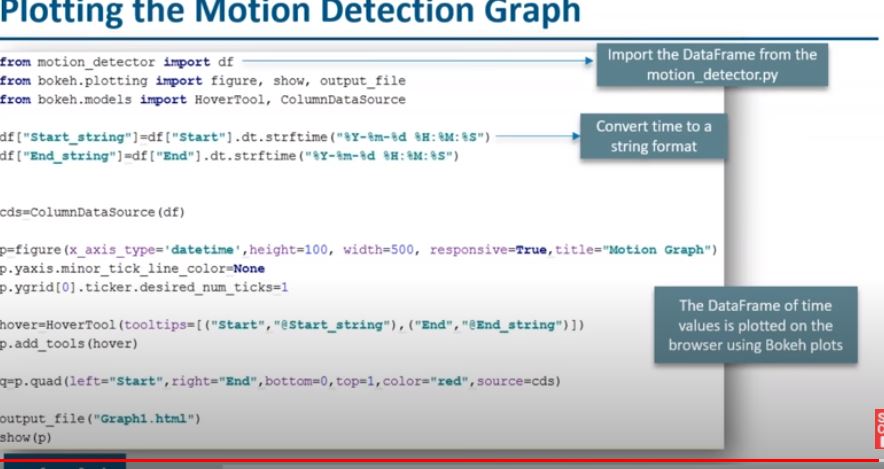 Plotting the Motion Detection Graph
from motion_detector import df
Import the DataFrame from the
motion_detector.py
from bokeh.plotting import figure, show, output_file
from bokeh.models import HoverTool, ColumnDataSource
df["Start_string"]=df["Start"].dt.strftime("%Y-%m-%d %H:%M:%S")
Convert time to a
string format
df["End_string"]=df["End"].dt.strftime("%Y-%m-%d %H:%M:%S")
cds=ColumnDataSource(df)
p=figure(x_axis_type='datetime',height=100, width=500, responsive=True,title="Motion Graph")
p.yaxis.minor_tick_line_color=None
p.ygrid[0].ticker.desired_num_ticks=1
hover=HoverTool(tooltips=[("Start","@Start_string"),("End","@End_string")])
p.add_tools(hover)
The DataFrame of time
values is plotted on the
browser using Bokeh plots
q=p.quad(left="Start",right="End",bottom=0,top=1,color="red",source=cds)
output_file("Graph1.html")
show(p)